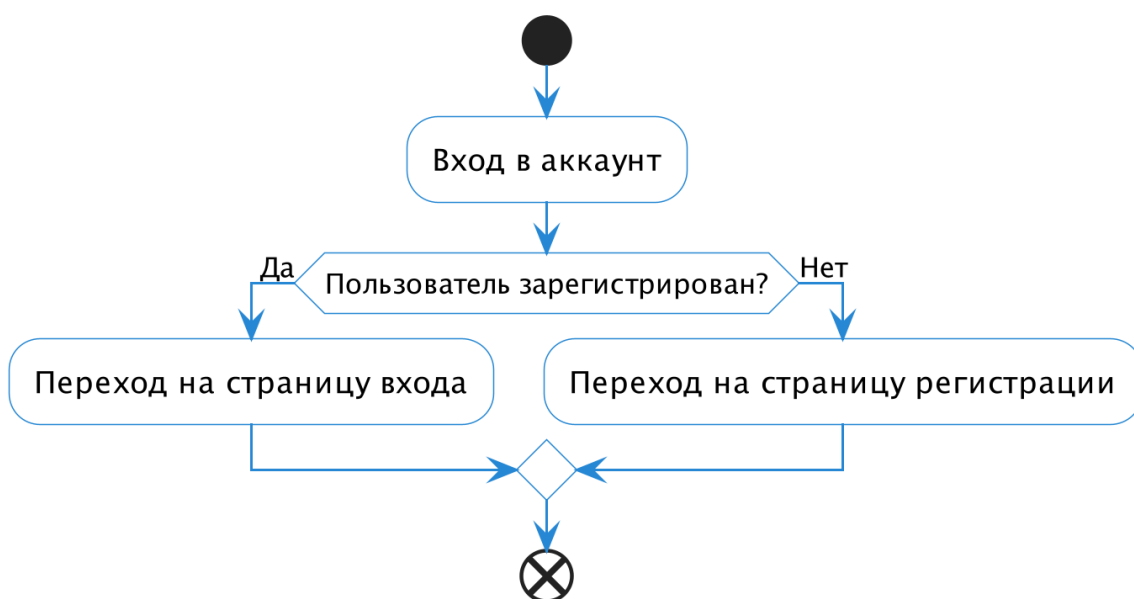 Вход в аккаунт
Да
Пользователь зарегистрирован?
Нет
Переход на страницу входа
Переход на страницу регистрации